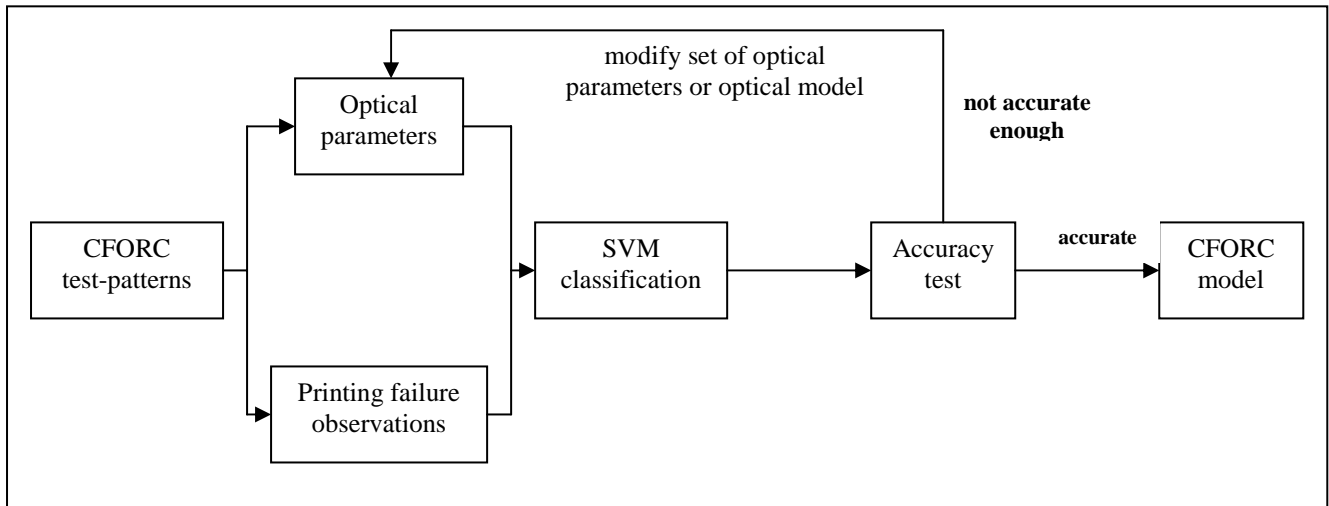 modify set of optical
parameters or optical model
Optical
parameters
not accurate
enough
CFORC
test-patterns
SVM
classification
Accuracy
test
accurate
CFORC
model
Printing failure
observations